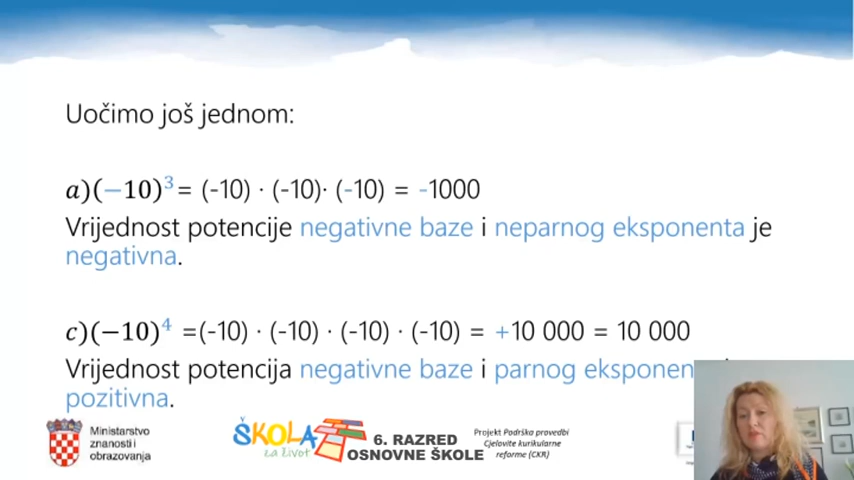 Uočimo još jednom:
a)(−10)³= (-10) · (-10)· (-10) = -1000
Vrijednost potencije negativne baze i neparnog eksponenta je
negativna.
c)(−10)⁴ =(-10) · (-10) · (-10) · (-10) = +10 000 = 10 000
Vrijednost potencija negativne baze i parnog
pozitivna.
Ministarstvo
znanosti i
obrazovanja
ŠKOLA
za život
6. RAZRED
OSNOVNE ŠKOLE
Projekt Podrška provedbi
Cjelovite kurikularne
reforme (CKR)